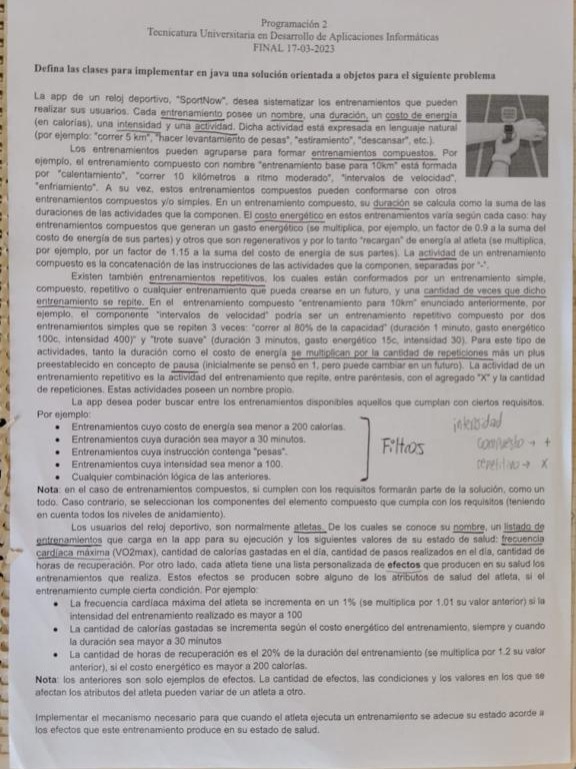 Programación 2
Tecnicatura Universitaria en Desarrollo de Aplicaciones Informáticas
FINAL 17-03-2023
Defina las clases para implementar en java una solución orientada a objetos para el siguiente problema
La app de un reloj deportivo, "SportNow", desea sistematizar los entrenamientos que pueden
realizar sus usuarios. Cada entrenamiento posee un nombre, una duración, un costo de energía
(en calorías), una intensidad y una actividad. Dicha actividad está expresada en lenguaje natural
(por ejemplo: "correr 5 km", "hacer levantamiento de pesas", "estiramiento", "descansar", etc.).
Los entrenamientos pueden agruparse para formar entrenamientos compuestos. Por
ejemplo, el entrenamiento compuesto con nombre "entrenamiento base para 10km" está formada
por "calentamiento", "correr 10 kilómetros a ritmo moderado", "intervalos de velocidad",
"enfriamiento". A su vez, estos entrenamientos compuestos pueden conformarse con otros
entrenamientos compuestos y/o simples. En un entrenamiento compuesto, su duración se calcula como la suma de las
duraciones de las actividades que la componen. El costo energético en estos entrenamientos varía según cada caso: hay
entrenamientos compuestos que generan un gasto energético (se multiplica, por ejemplo, un factor de 0.9 a la suma del
costo de energía de sus partes) y otros que son regenerativos y por lo tanto "recargan" de energía al atleta (se multiplica,
por ejemplo, por un factor de 1.15 a la suma del costo de energía de sus partes). La actividad de un entrenamiento
compuesto es la concatenación de las instrucciones de las actividades que la componen, separadas por "-".
Existen también entrenamientos repetitivos, los cuales están conformados por un entrenamiento simple,
compuesto, repetitivo o cualquier entrenamiento que pueda crearse en un futuro, y una cantidad de veces que dicho
entrenamiento se repite. En el entrenamiento compuesto "entrenamiento para 10km" enunciado anteriormente, por
ejemplo, el componente "intervalos de velocidad" podría ser un entrenamiento repetitivo compuesto por dos
entrenamientos simples que se repiten 3 veces: "correr al 80% de la capacidad" (duración 1 minuto, gasto energético
100c, intensidad 400)" y "trote suave" (duración 3 minutos, gasto energético 15c, intensidad 30). Para este tipo de
actividades, tanto la duración como el costo de energía se multiplican por la cantidad de repeticiones más un plus
preestablecido en concepto de pausa (inicialmente se pensó en 1, pero puede cambiar en un futuro). La actividad de un
entrenamiento repetitivo es la actividad del entrenamiento que repite, entre paréntesis, con el agregado "X" y la cantidad
de repeticiones. Estas actividades poseen un nombre propio.
La app desea poder buscar entre los entrenamientos disponibles aquellos que cumplan con ciertos requisitos.
Por ejemplo:
• Entrenamientos cuyo costo de energía sea menor a 200 calorías.
• Entrenamientos cuya duración sea mayor a 30 minutos.
• Entrenamientos cuya instrucción contenga "pesas".
• Entrenamientos cuya intensidad sea menor a 100.
• Cualquier combinación lógica de las anteriores.
Filtros
intensidad
compuesto → +
repetitivo → x
Nota: en el caso de entrenamientos compuestos, si cumplen con los requisitos formarán parte de la solución, como un
todo. Caso contrario, se seleccionan los componentes del elemento compuesto que cumpla con los requisitos (teniendo
en cuenta todos los niveles de anidamiento).
Los usuarios del reloj deportivo, son normalmente atletas. De los cuales se conoce su nombre, un listado de
entrenamientos que carga en la app para su ejecución y los siguientes valores de su estado de salud: frecuencia
cardíaca máxima (VO2max), cantidad de calorías gastadas en el día, cantidad de pasos realizados en el día, cantidad de
horas de recuperación. Por otro lado, cada atleta tiene una lista personalizada de efectos que producen en su salud los
entrenamientos que realiza. Estos efectos se producen sobre alguno de los atributos de salud del atleta, si el
entrenamiento cumple cierta condición. Por ejemplo:
• La frecuencia cardíaca máxima del atleta se incrementa en un 1% (se multiplica por 1.01 su valor anterior) si la
intensidad del entrenamiento realizado es mayor a 100
• La cantidad de calorías gastadas se incrementa según el costo energético del entrenamiento, siempre y cuando
la duración sea mayor a 30 minutos
• La cantidad de horas de recuperación es el 20% de la duración del entrenamiento (se multiplica por 1.2 su valor
anterior), si el costo energético es mayor a 200 calorías.
Nota: los anteriores son solo ejemplos de efectos. La cantidad de efectos, las condiciones y los valores en los que se
afectan los atributos del atleta pueden variar de un atleta a otro.
Implementar el mecanismo necesario para que cuando el atleta ejecuta un entrenamiento se adecue su estado acorde a
los efectos que este entrenamiento produce en su estado de salud.